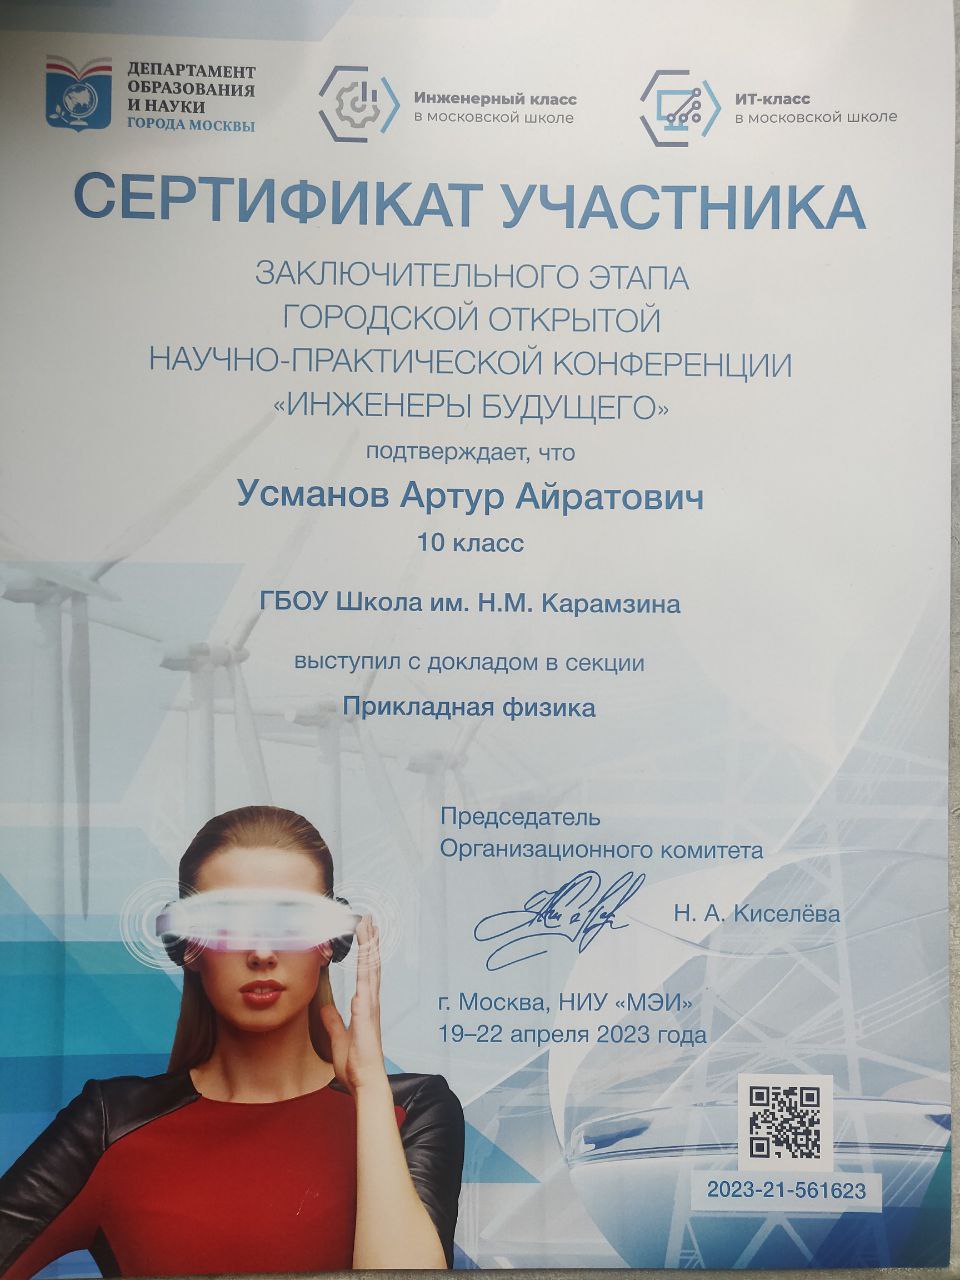 ДЕПАРТАМЕНТ
ОБРАЗОВАНИЯ
И НАУКИ
ГОРОДА МОСКВЫ
Инженерный класс
в московской школе
ИТ-класс
в московской школе
СЕРТИФИКАТ УЧАСТНИКА
ЗАКЛЮЧИТЕЛЬНОГО ЭТАПА
ГОРОДСКОЙ ОТКРЫТОЙ
НАУЧНО-ПРАКТИЧЕСКОЙ КОНФЕРЕНЦИИ
«ИНЖЕНЕРЫ БУДУЩЕГО»
подтверждает, что
Усманов Артур Айратович
10 класс
ГБОУ Школа им. Н.М. Карамзина
выступил с докладом в секции
Прикладная физика
Председатель
Организационного комитета
Н. А. Киселёва
г. Москва, НИУ «МЭИ»
19–22 апреля 2023 года
2023-21-561623